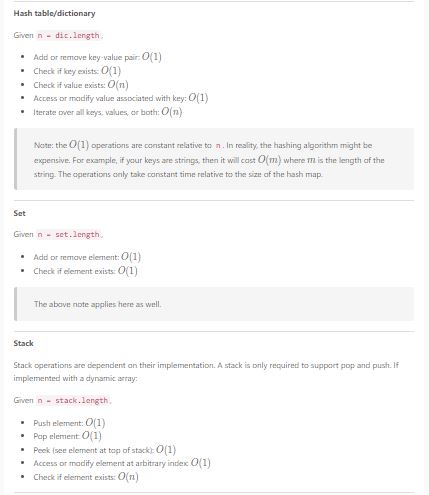 Hash table/dictionary
Given n = dic.length,
• Add or remove key-value pair: O(1)
• Check if key exists: O(1)
• Check if value exists: O(n)
• Access or modify value associated with key: O(1)
• Iterate over all keys, values, or both: O(n)
Note: the O(1) operations are constant relative to n. In reality, the hashing algorithm might be
expensive. For example, if your keys are strings, then it will cost O(m) where m is the length of the
string. The operations only take constant time relative to the size of the hash map.
Set
Given n = set.length,
• Add or remove element: O(1)
• Check if element exists: O(1)
The above note applies here as well.
Stack
Stack operations are dependent on their implementation. A stack is only required to support pop and push. If
implemented with a dynamic array:
Given n = stack.length,
• Push element: O(1)
• Pop element: O(1)
• Peek (see element at top of stack): O(1)
• Access or modify element at arbitrary index: O(1)
• Check if element exists: O(n)